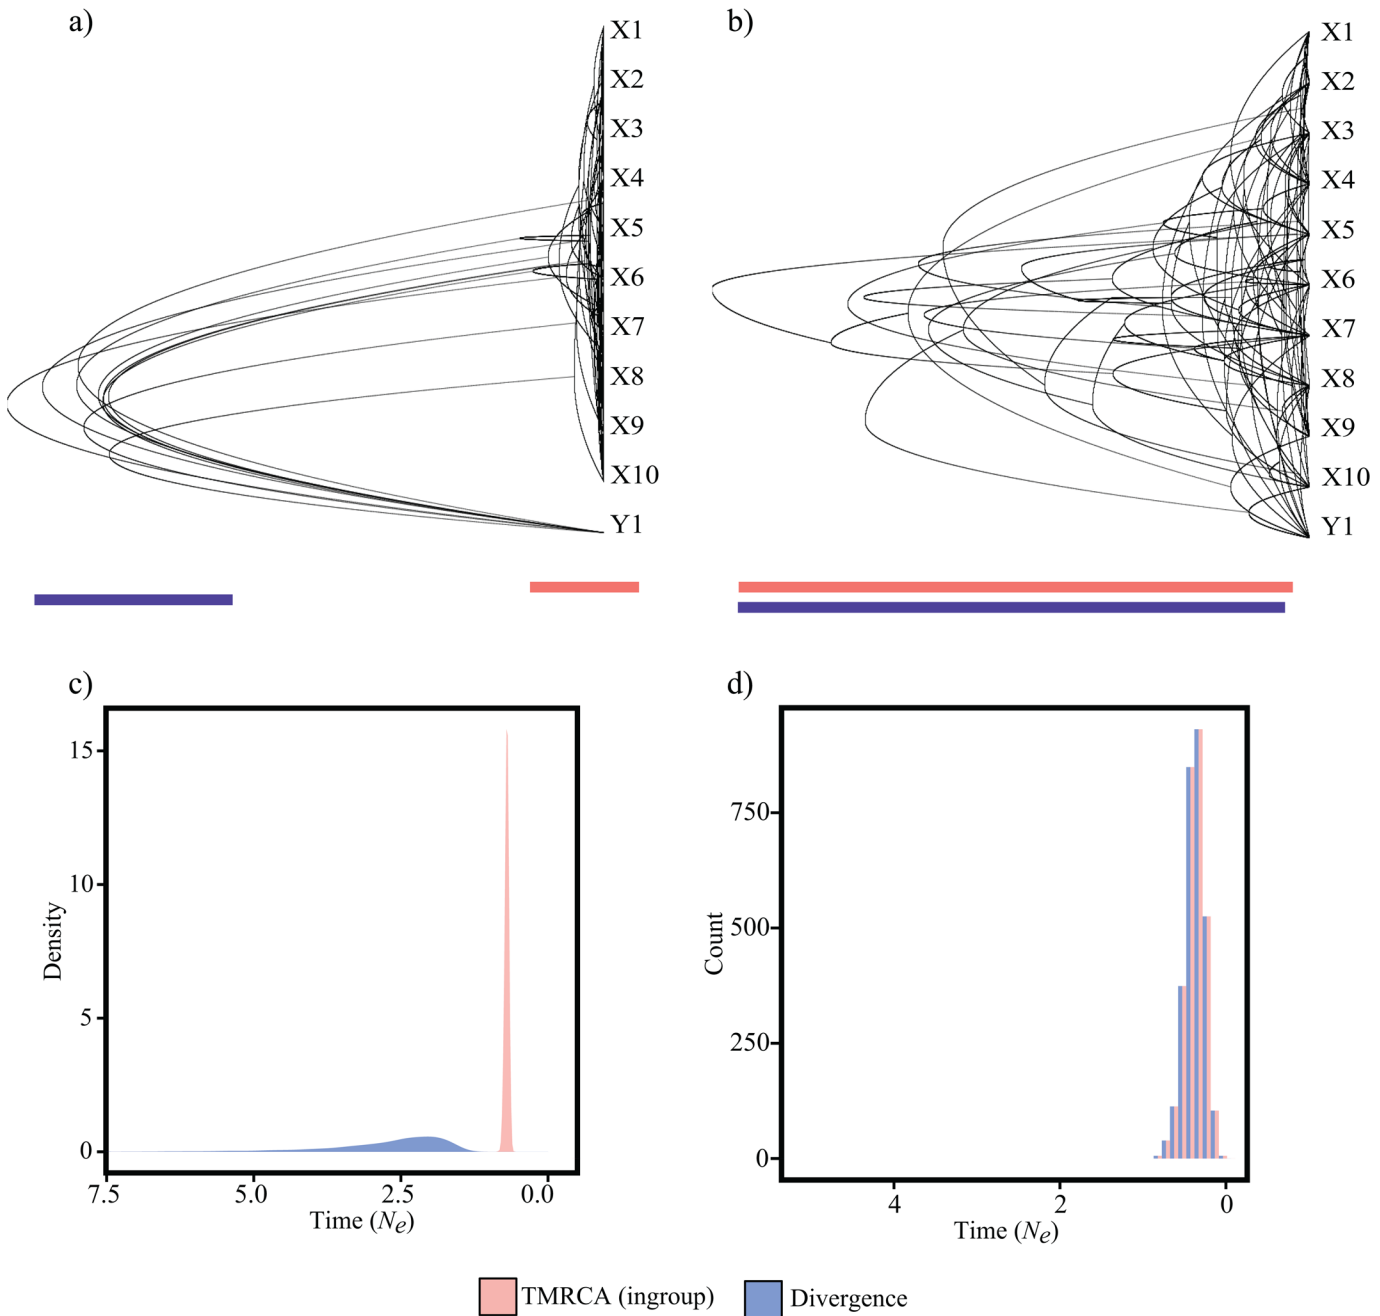 a)
X1
X2
X3
X4
X5
X6
X7
X8
X9
X10
Y1
b)
X1
X2
X3
X4
X5
X6
X7
X8
X9
X10
Y1
c)
Density
15
10
5
0
7.5 5.0 2.5 0.0
Time (Ne)
d)
Count
750
500
250
0
4 2 0
Time (Ne)
TMRCA (ingroup) Divergence